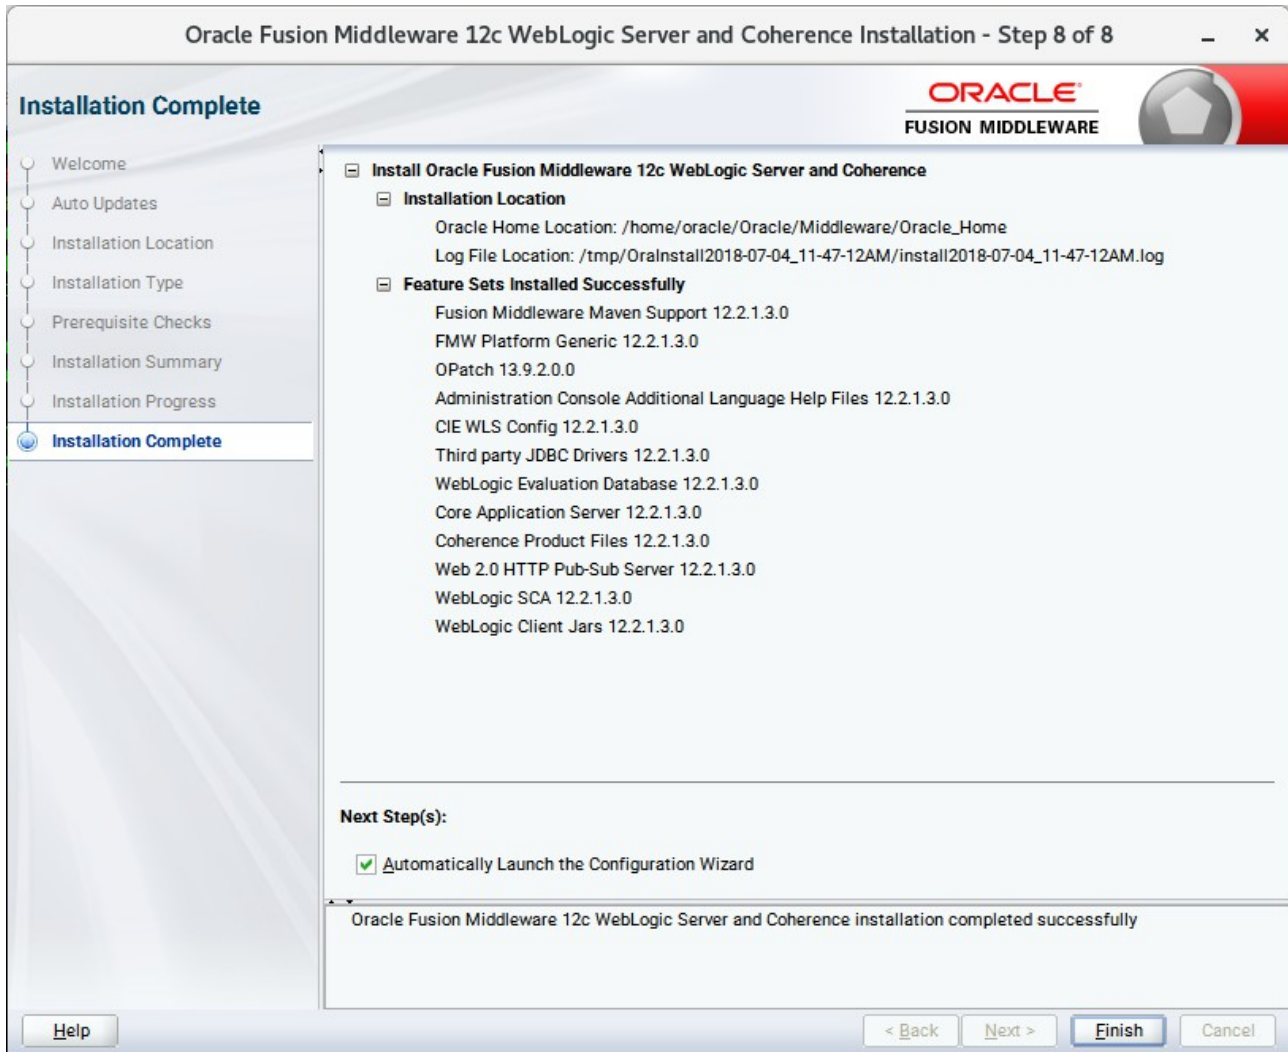 Oracle Fusion Middleware 12c WebLogic Server and Coherence Installation - Step 8 of 8
Installation Complete
ORACLE
FUSION MIDDLEWARE
Welcome
Auto Updates
Installation Location
Installation Type
Prerequisite Checks
Installation Summary
Installation Progress
Installation Complete
Install Oracle Fusion Middleware 12c WebLogic Server and Coherence
Installation Location
Oracle Home Location: /home/oracle/Oracle/Middleware/Oracle_Home
Log File Location: /tmp/OraInstall2018-07-04_11-47-12AM/install2018-07-04_11-47-12AM.log
Feature Sets Installed Successfully
Fusion Middleware Maven Support 12.2.1.3.0
FMW Platform Generic 12.2.1.3.0
OPatch 13.9.2.0.0
Administration Console Additional Language Help Files 12.2.1.3.0
CIE WLS Config 12.2.1.3.0
Third party JDBC Drivers 12.2.1.3.0
WebLogic Evaluation Database 12.2.1.3.0
Core Application Server 12.2.1.3.0
Coherence Product Files 12.2.1.3.0
Web 2.0 HTTP Pub-Sub Server 12.2.1.3.0
WebLogic SCA 12.2.1.3.0
WebLogic Client Jars 12.2.1.3.0
Next Step(s):
Automatically Launch the Configuration Wizard
Oracle Fusion Middleware 12c WebLogic Server and Coherence installation completed successfully
Help
< Back
Next >
Finish
Cancel